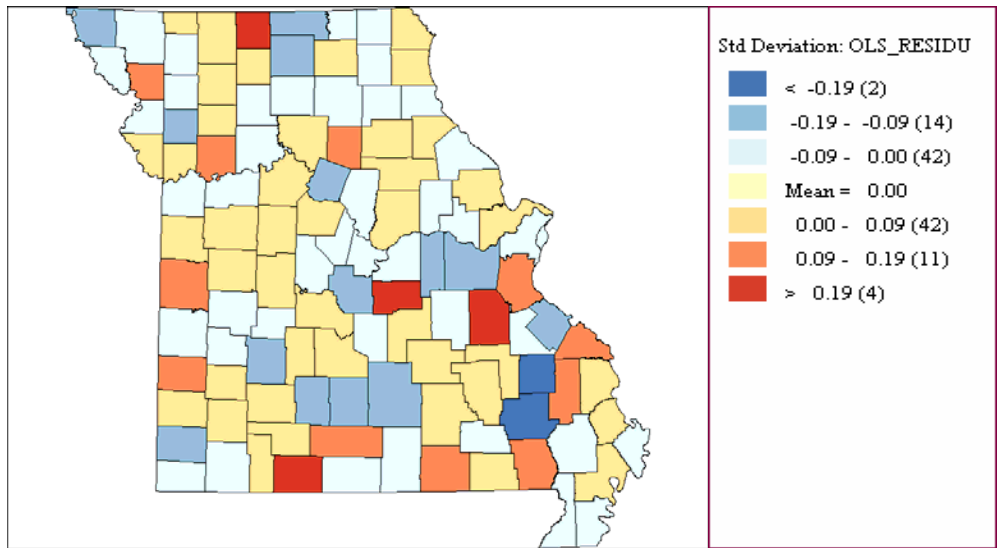 Std Deviation: OLS_RESIDU
< -0.19 (2)
-0.19 - -0.09 (14)
-0.09 - 0.00 (42)
Mean = 0.00
0.00 - 0.09 (42)
0.09 - 0.19 (11)
> 0.19 (4)